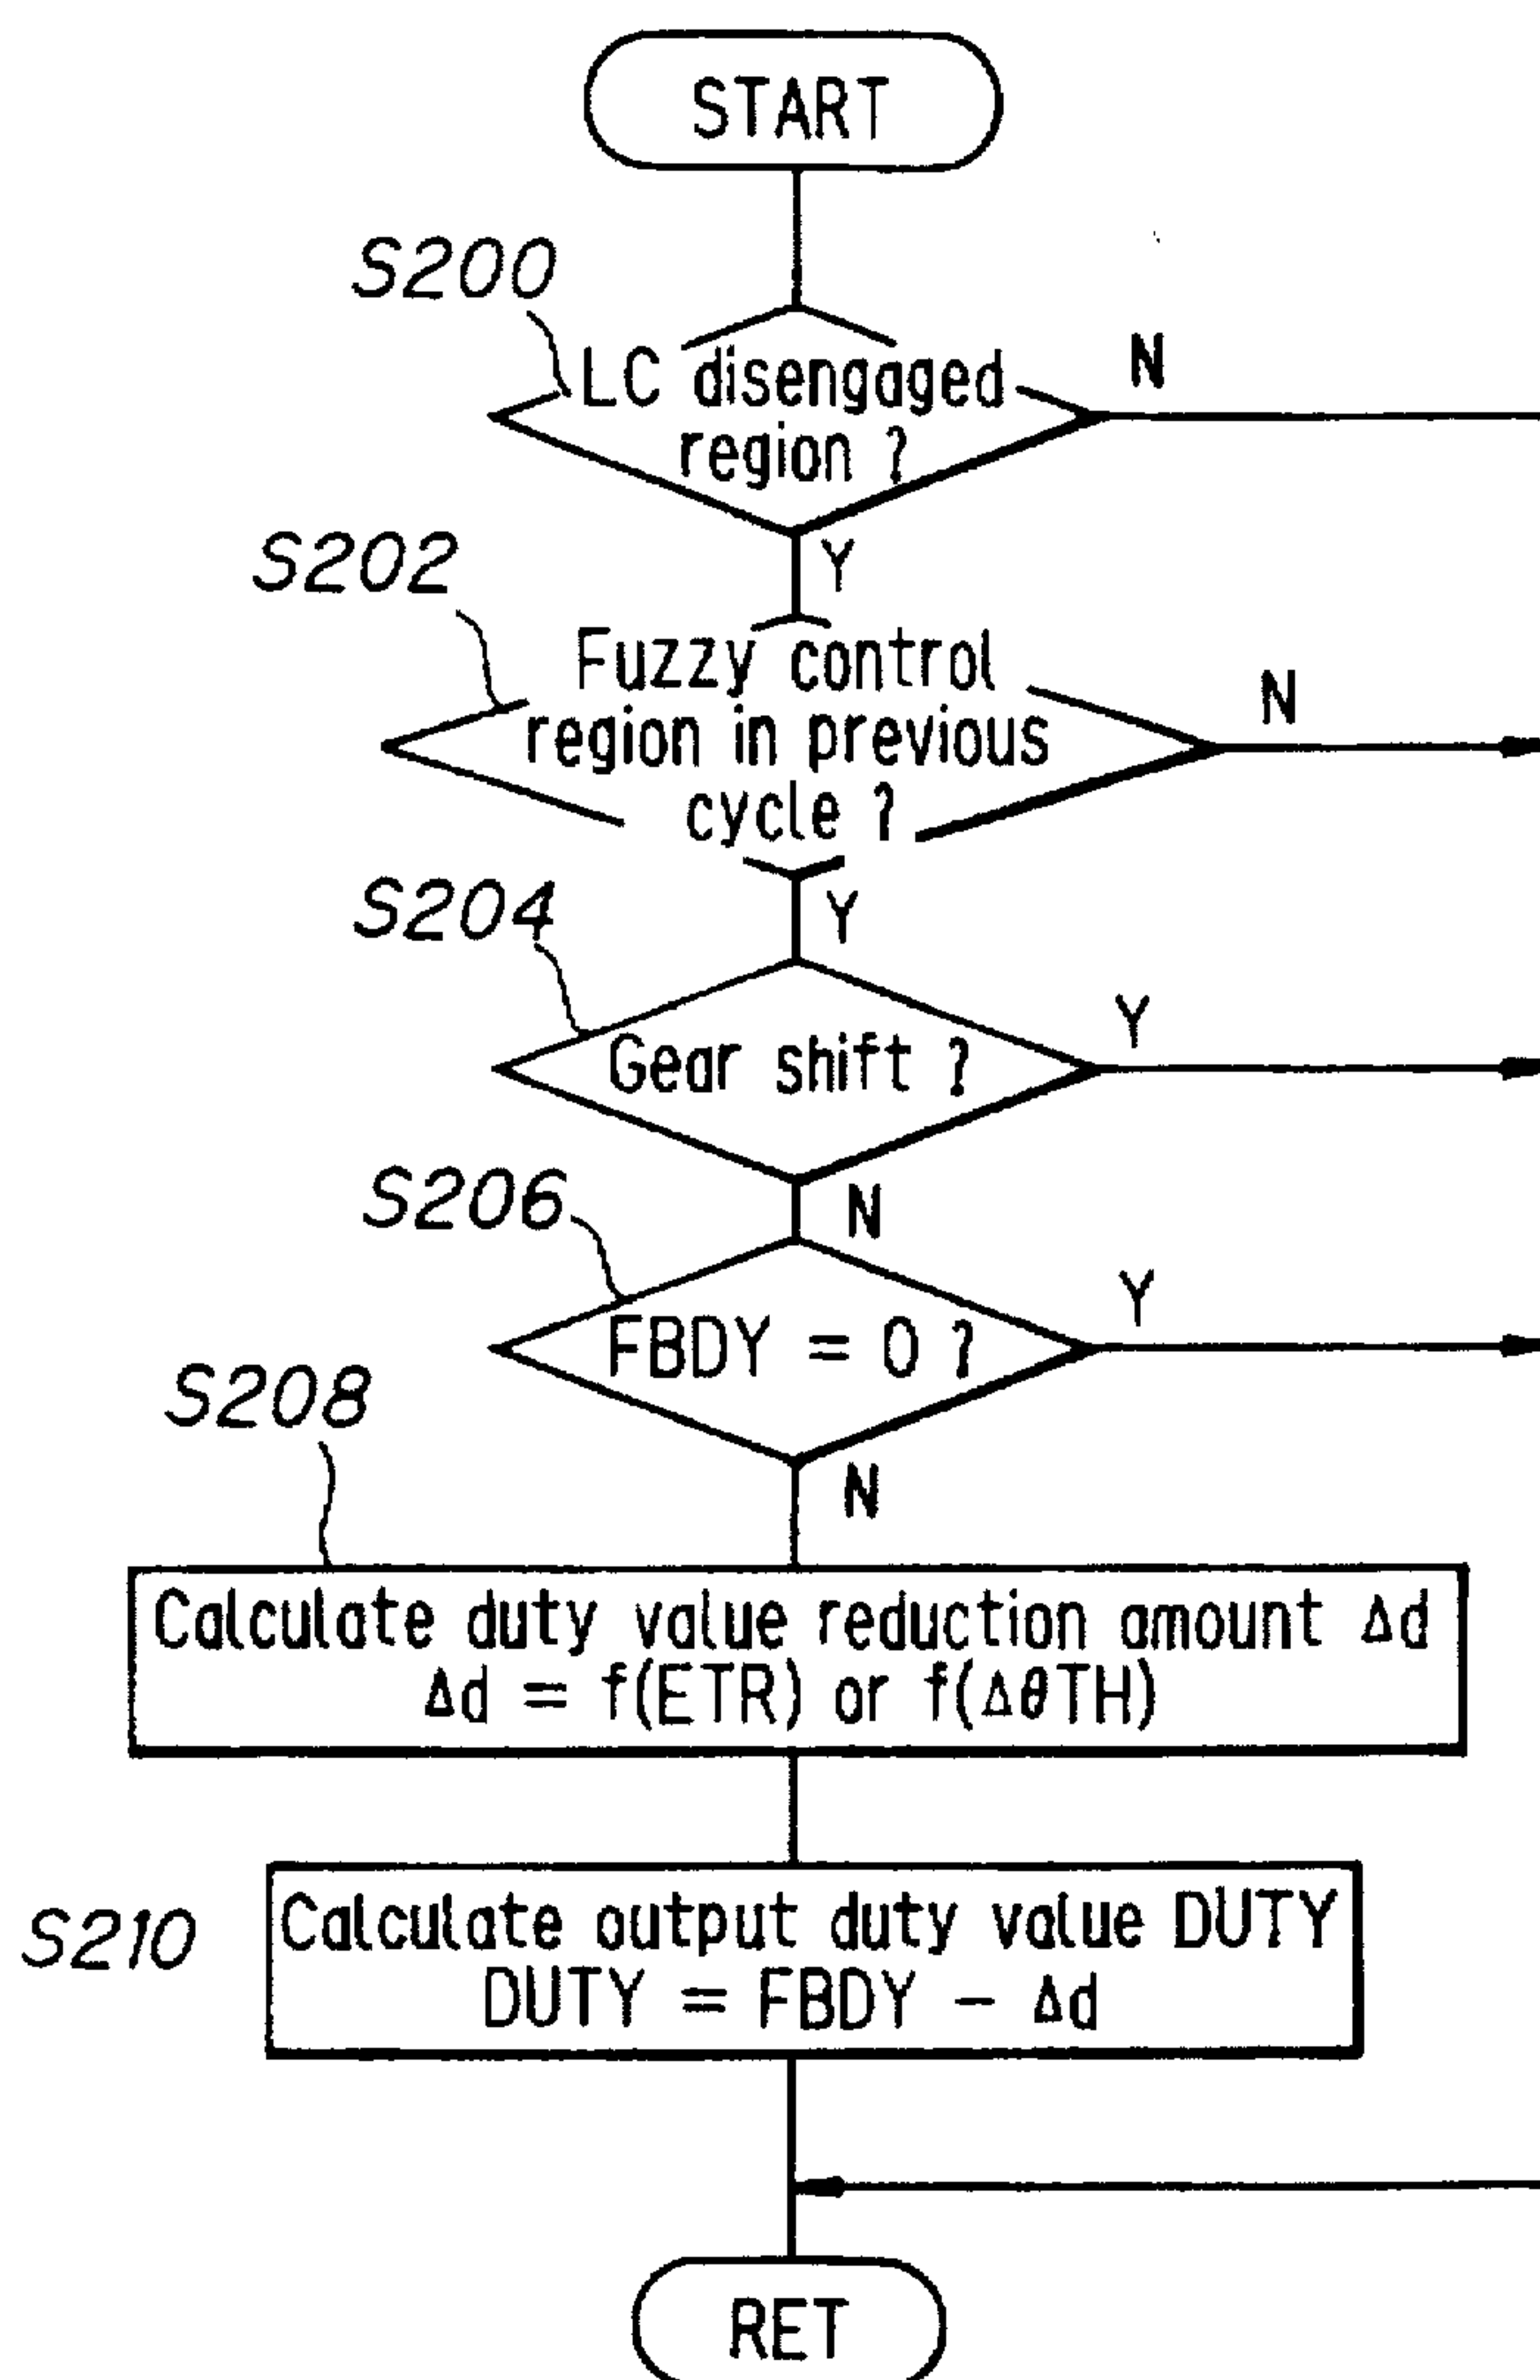 START
S200
LC disengaged
region ?
N
Y
S202
Fuzzy control
region in previous
cycle ?
N
Y
S204
Gear shift ?
Y
N
S206
FBDY = 0 ?
Y
N
S208
Calculate duty value reduction amount Δd
Δd = f(ETR) or f(ΔθTH)
S210
Calculate output duty value DUTY
DUTY = FBDY - Δd
RET